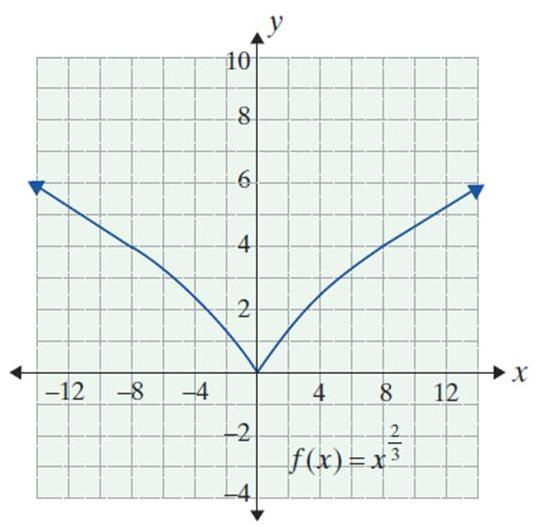 y
10
8
6
4
2
x
–12 –8 –4 4 8 12
–2
f(x) = x^{2/3}
–4